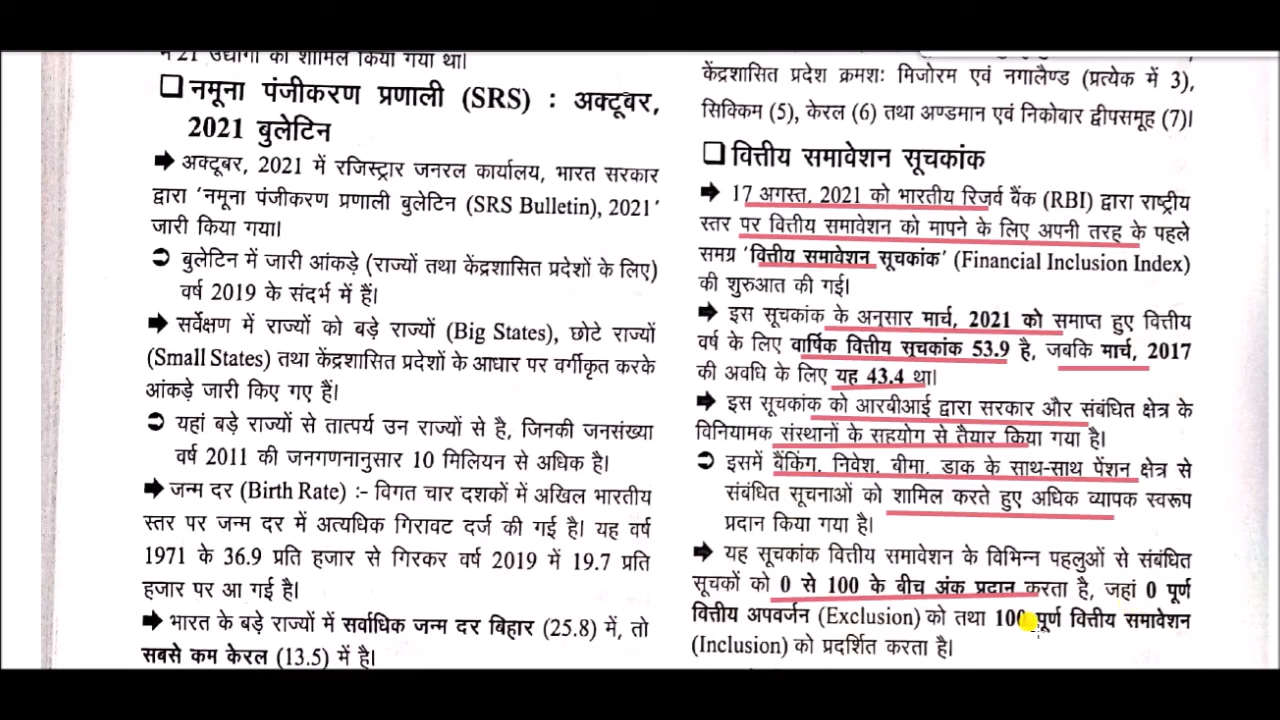 में 21 उद्योगों को शामिल किया गया था।
❑ नमूना पंजीकरण प्रणाली (SRS) : अक्टूबर,
2021 बुलेटिन
➡ अक्टूबर, 2021 में रजिस्ट्रार जनरल कार्यालय, भारत सरकार
द्वारा 'नमूना पंजीकरण प्रणाली बुलेटिन (SRS Bulletin), 2021'
जारी किया गया।
➲ बुलेटिन में जारी आंकड़े (राज्यों तथा केंद्रशासित प्रदेशों के लिए)
वर्ष 2019 के संदर्भ में हैं।
➡ सर्वेक्षण में राज्यों को बड़े राज्यों (Big States), छोटे राज्यों
(Small States) तथा केंद्रशासित प्रदेशों के आधार पर वर्गीकृत करके
आंकड़े जारी किए गए हैं।
➲ यहां बड़े राज्यों से तात्पर्य उन राज्यों से है, जिनकी जनसंख्या
वर्ष 2011 की जनगणनानुसार 10 मिलियन से अधिक है।
➡ जन्म दर (Birth Rate) :- विगत चार दशकों में अखिल भारतीय
स्तर पर जन्म दर में अत्यधिक गिरावट दर्ज की गई है। यह वर्ष
1971 के 36.9 प्रति हजार से गिरकर वर्ष 2019 में 19.7 प्रति
हजार पर आ गई है।
➡ भारत के बड़े राज्यों में सर्वाधिक जन्म दर बिहार (25.8) में, तो
सबसे कम केरल (13.5) में है।
केंद्रशासित प्रदेश क्रमशः मिजोरम एवं नगालैण्ड (प्रत्येक में 3),
सिक्किम (5), केरल (6) तथा अण्डमान एवं निकोबार द्वीपसमूह (7)।
❑ वित्तीय समावेशन सूचकांक
➡ 17 अगस्त, 2021 को भारतीय रिजर्व बैंक (RBI) द्वारा राष्ट्रीय
स्तर पर वित्तीय समावेशन को मापने के लिए अपनी तरह के पहले
समग्र 'वित्तीय समावेशन सूचकांक' (Financial Inclusion Index)
की शुरुआत की गई।
➡ इस सूचकांक के अनुसार मार्च, 2021 को समाप्त हुए वित्तीय
वर्ष के लिए वार्षिक वित्तीय सूचकांक 53.9 है, जबकि मार्च, 2017
की अवधि के लिए यह 43.4 था।
➡ इस सूचकांक को आरबीआई द्वारा सरकार और संबंधित क्षेत्र के
विनियामक संस्थानों के सहयोग से तैयार किया गया है।
➲ इसमें बैंकिंग, निवेश, बीमा, डाक के साथ-साथ पेंशन क्षेत्र से
संबंधित सूचनाओं को शामिल करते हुए अधिक व्यापक स्वरूप
प्रदान किया गया है।
➡ यह सूचकांक वित्तीय समावेशन के विभिन्न पहलुओं से संबंधित
सूचकों को 0 से 100 के बीच अंक प्रदान करता है, जहां 0 पूर्ण
वित्तीय अपवर्जन (Exclusion) को तथा 100 पूर्ण वित्तीय समावेशन
(Inclusion) को प्रदर्शित करता है।